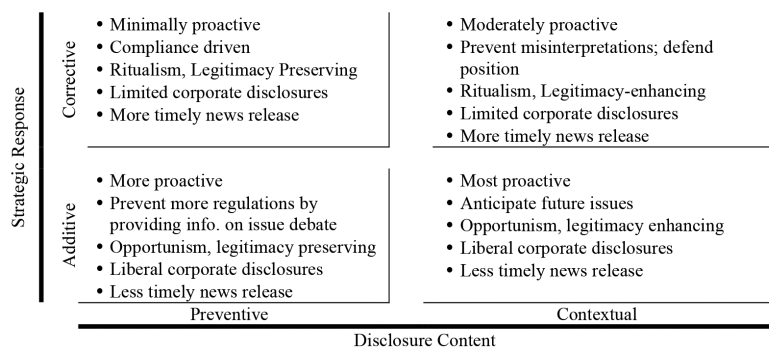 Strategic Response
Corrective
• Minimally proactive
• Compliance driven
• Ritualism, Legitimacy Preserving
• Limited corporate disclosures
• More timely news release
• Moderately proactive
• Prevent misinterpretations; defend
position
• Ritualism, Legitimacy-enhancing
• Limited corporate disclosures
• More timely news release
Additive
• More proactive
• Prevent more regulations by
providing info. on issue debate
• Opportunism, legitimacy preserving
• Liberal corporate disclosures
• Less timely news release
• Most proactive
• Anticipate future issues
• Opportunism, legitimacy enhancing
• Liberal corporate disclosures
• Less timely news release
Preventive
Contextual
Disclosure Content